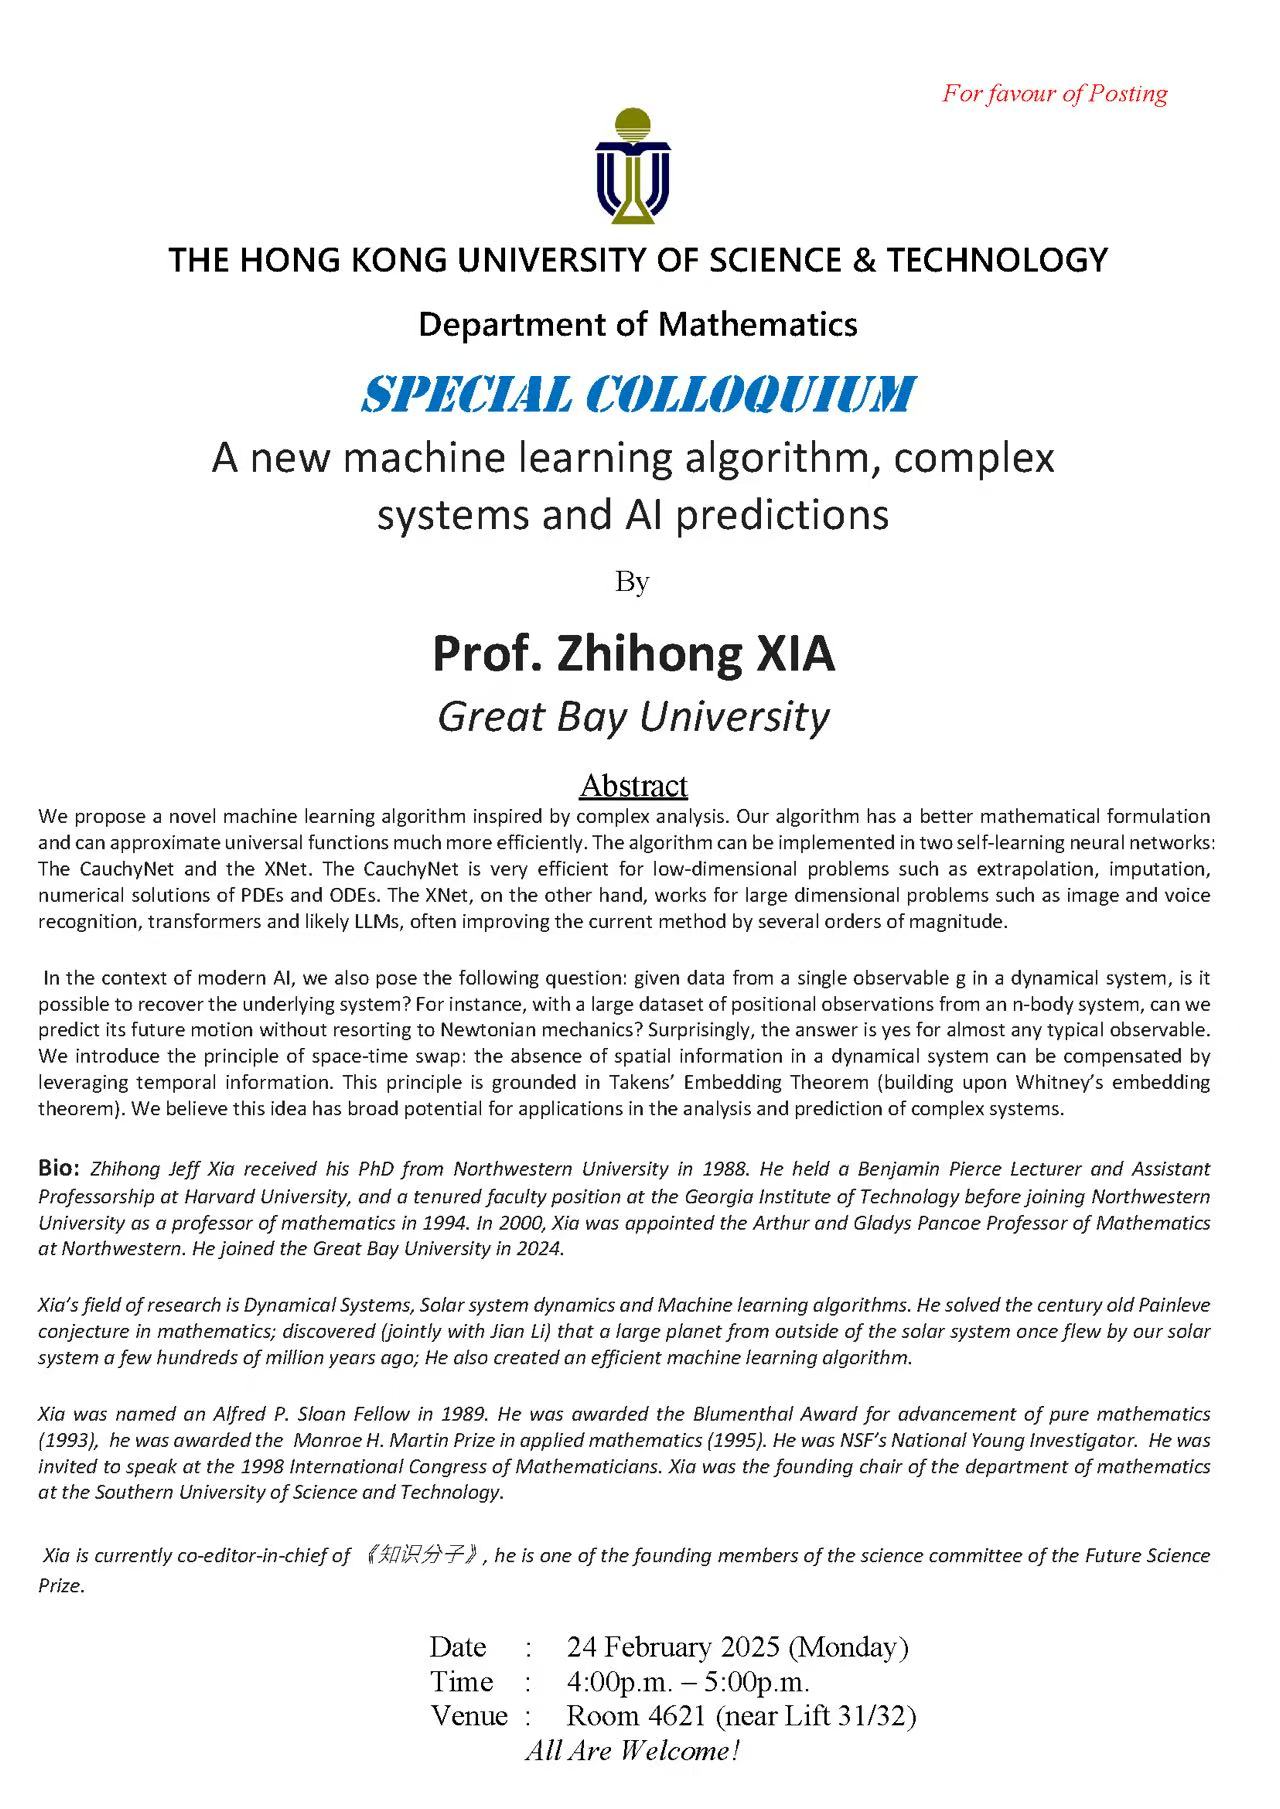 For favour of Posting
THE HONG KONG UNIVERSITY OF SCIENCE & TECHNOLOGY
Department of Mathematics
SPECIAL COLLOQUIUM
A new machine learning algorithm, complex
systems and AI predictions
By
Prof. Zhihong XIA
Great Bay University
Abstract
We propose a novel machine learning algorithm inspired by complex analysis. Our algorithm has a better mathematical formulation
and can approximate universal functions much more efficiently. The algorithm can be implemented in two self-learning neural networks:
The CauchyNet and the XNet. The CauchyNet is very efficient for low-dimensional problems such as extrapolation, imputation,
numerical solutions of PDEs and ODEs. The XNet, on the other hand, works for large dimensional problems such as image and voice
recognition, transformers and likely LLMs, often improving the current method by several orders of magnitude.
In the context of modern AI, we also pose the following question: given data from a single observable g in a dynamical system, is it
possible to recover the underlying system? For instance, with a large dataset of positional observations from an n-body system, can we
predict its future motion without resorting to Newtonian mechanics? Surprisingly, the answer is yes for almost any typical observable.
We introduce the principle of space-time swap: the absence of spatial information in a dynamical system can be compensated by
leveraging temporal information. This principle is grounded in Takens’ Embedding Theorem (building upon Whitney’s embedding
theorem). We believe this idea has broad potential for applications in the analysis and prediction of complex systems.
Bio: Zhihong Jeff Xia received his PhD from Northwestern University in 1988. He held a Benjamin Pierce Lecturer and Assistant
Professorship at Harvard University, and a tenured faculty position at the Georgia Institute of Technology before joining Northwestern
University as a professor of mathematics in 1994. In 2000, Xia was appointed the Arthur and Gladys Pancoe Professor of Mathematics
at Northwestern. He joined the Great Bay University in 2024.
Xia’s field of research is Dynamical Systems, Solar system dynamics and Machine learning algorithms. He solved the century old Painleve
conjecture in mathematics; discovered (jointly with Jian Li) that a large planet from outside of the solar system once flew by our solar
system a few hundreds of million years ago; He also created an efficient machine learning algorithm.
Xia was named an Alfred P. Sloan Fellow in 1989. He was awarded the Blumenthal Award for advancement of pure mathematics
(1993), he was awarded the Monroe H. Martin Prize in applied mathematics (1995). He was NSF’s National Young Investigator. He was
invited to speak at the 1998 International Congress of Mathematicians. Xia was the founding chair of the department of mathematics
at the Southern University of Science and Technology.
Xia is currently co-editor-in-chief of 《知识分子》, he is one of the founding members of the science committee of the Future Science
Prize.
Date : 24 February 2025 (Monday)
Time : 4:00p.m. – 5:00p.m.
Venue : Room 4621 (near Lift 31/32)
All Are Welcome!